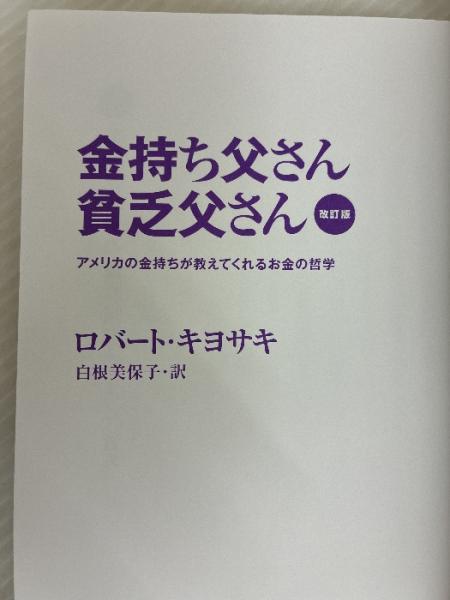 金持ち父さん
貧乏父さん 改訂版
アメリカの金持ちが教えてくれるお金の哲学
ロバート・キヨサキ
白根美保子・訳